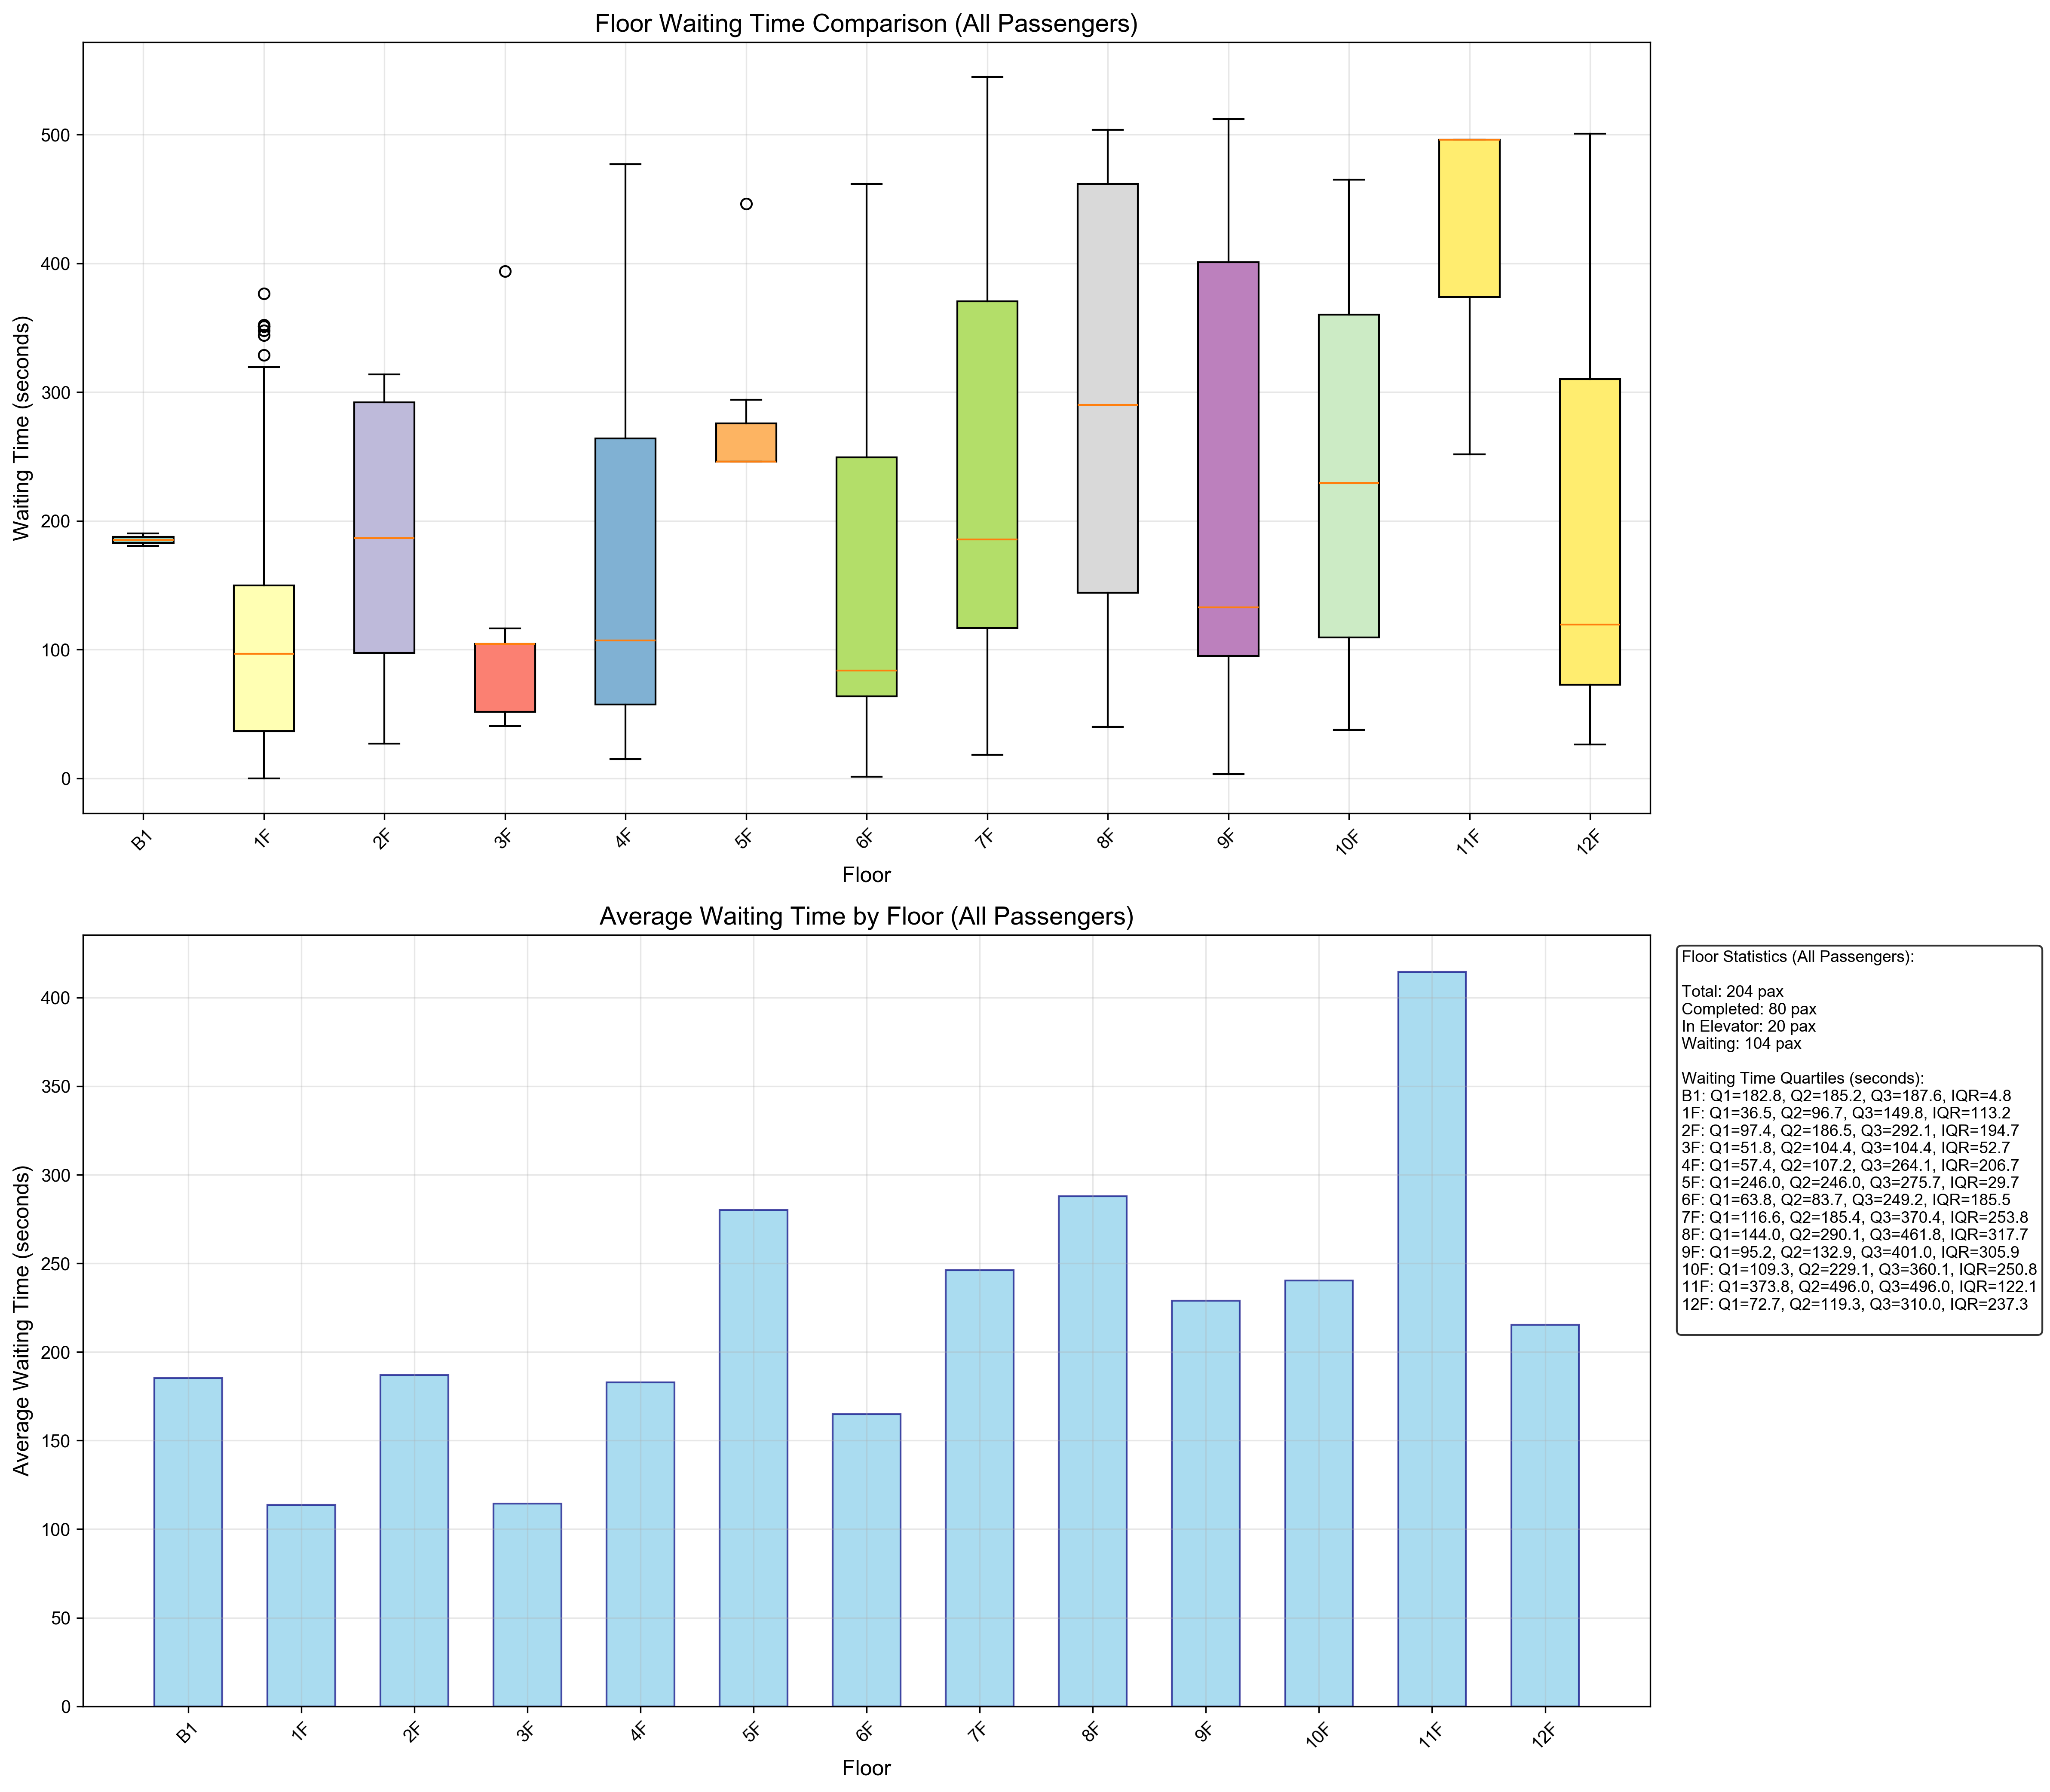 Floor Waiting Time Comparison (All Passengers)
Waiting Time (seconds)
500
400
300
200
100
0
B1 1F 2F 3F 4F 5F 6F 7F 8F 9F 10F 11F 12F
Floor
Average Waiting Time by Floor (All Passengers)
Average Waiting Time (seconds)
400
350
300
250
200
150
100
50
0
B1 1F 2F 3F 4F 5F 6F 7F 8F 9F 10F 11F 12F
Floor
Floor Statistics (All Passengers):
Total: 204 pax
Completed: 80 pax
In Elevator: 20 pax
Waiting: 104 pax
Waiting Time Quartiles (seconds):
B1: Q1=182.8, Q2=185.2, Q3=187.6, IQR=4.8
1F: Q1=36.5, Q2=96.7, Q3=149.8, IQR=113.2
2F: Q1=97.4, Q2=186.5, Q3=292.1, IQR=194.7
3F: Q1=51.8, Q2=104.4, Q3=104.4, IQR=52.7
4F: Q1=57.4, Q2=107.2, Q3=264.1, IQR=206.7
5F: Q1=246.0, Q2=246.0, Q3=275.7, IQR=29.7
6F: Q1=63.8, Q2=83.7, Q3=249.2, IQR=185.5
7F: Q1=116.6, Q2=185.4, Q3=370.4, IQR=253.8
8F: Q1=144.0, Q2=290.1, Q3=461.8, IQR=317.7
9F: Q1=95.2, Q2=132.9, Q3=401.0, IQR=305.9
10F: Q1=109.3, Q2=229.1, Q3=360.1, IQR=250.8
11F: Q1=373.8, Q2=496.0, Q3=496.0, IQR=122.1
12F: Q1=72.7, Q2=119.3, Q3=310.0, IQR=237.3